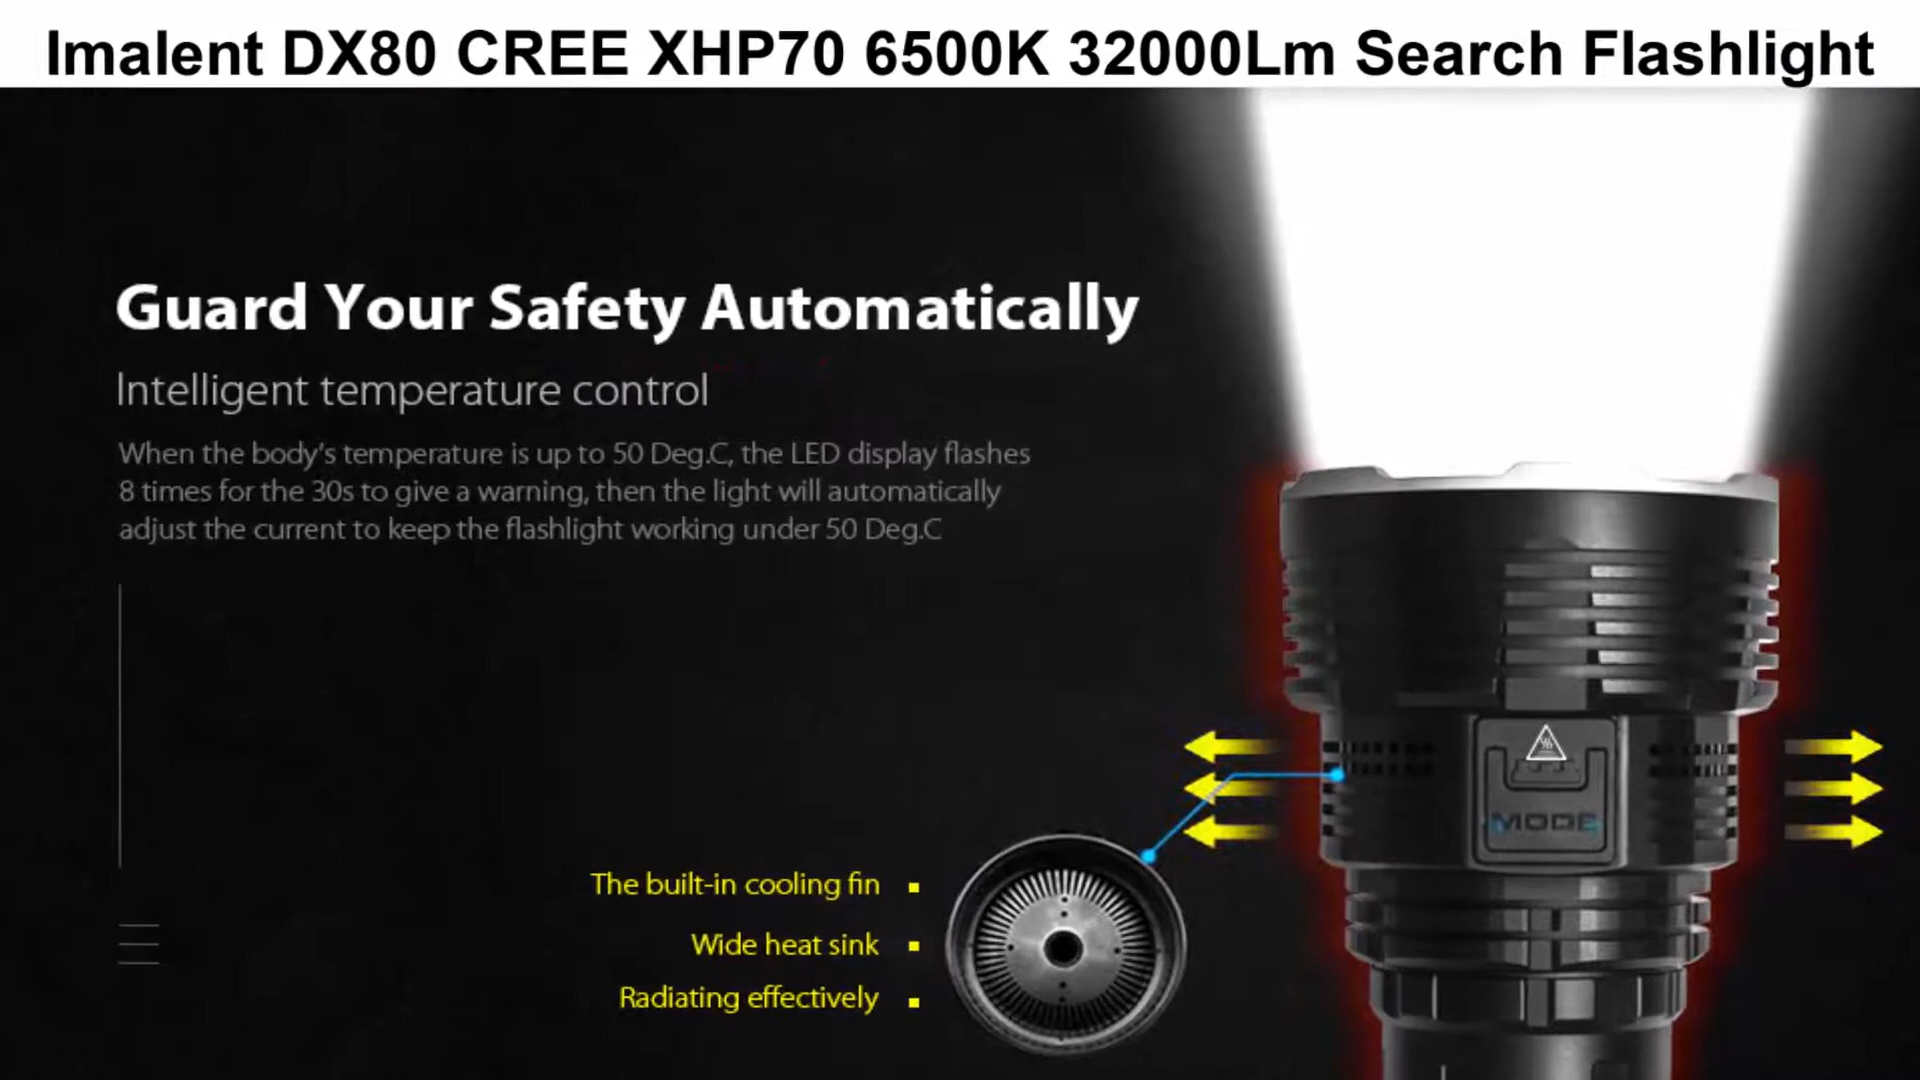 Imalent DX80 CREE XHP70 6500K 32000Lm Search Flashlight
Guard Your Safety Automatically
Intelligent temperature control
When the body's temperature is up to 50 Deg.C, the LED display flashes
8 times for the 30s to give a warning, then the light will automatically
adjust the current to keep the flashlight working under 50 Deg.C
MODE
The built-in cooling fin
Wide heat sink
Radiating effectively